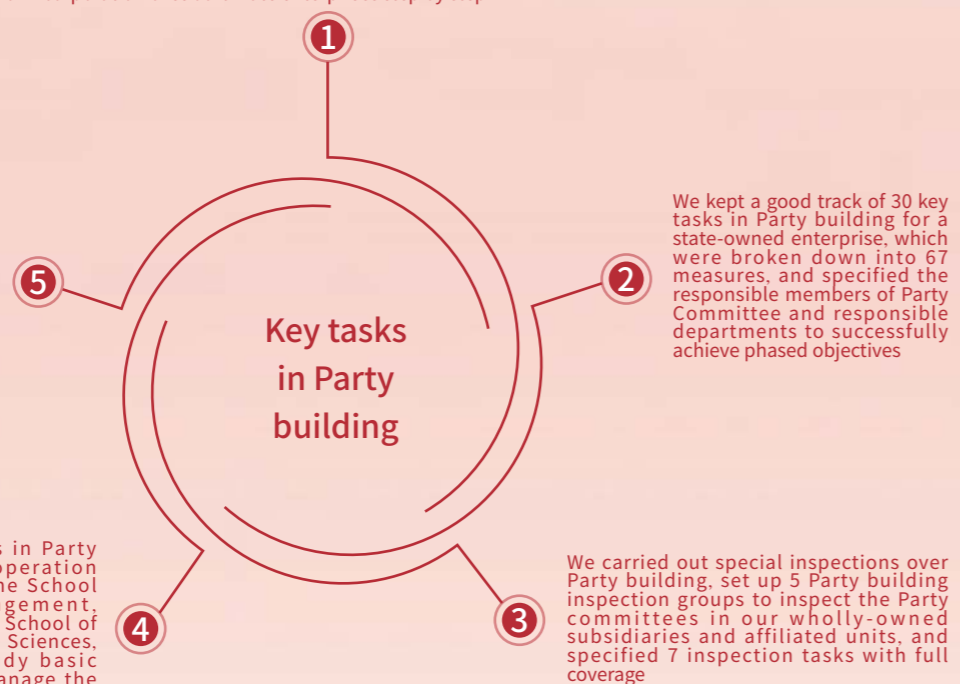 step by step
1
We kept a good track of 30 key
tasks in Party building for a
state-owned enterprise, which
were broken down into 67
measures, and specified the
responsible members of Party
Committee and responsible
departments to successfully
achieve phased objectives
2
5
Key tasks
in Party
building
s in Party
operation
he School
gement,
School of
Sciences,
dy basic
anage the
4
3
We carried out special inspections over
Party building, set up 5 Party building
inspection groups to inspect the Party
committees in our wholly-owned
subsidiaries and affiliated units, and
specified 7 inspection tasks with full
coverage